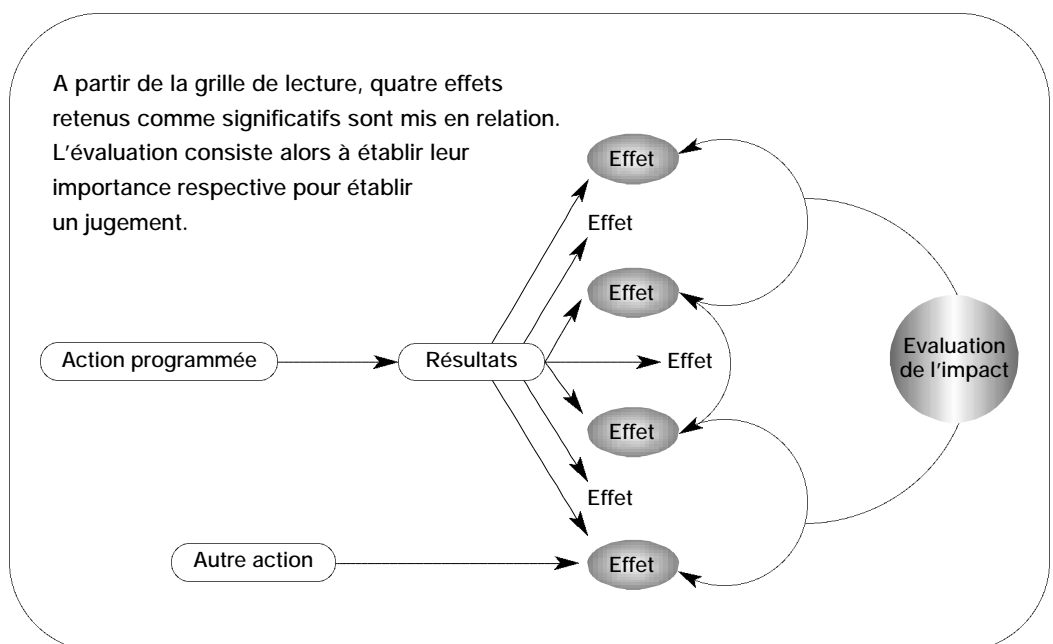 A partir de la grille de lecture, quatre effets
retenus comme significatifs sont mis en relation.
L'évaluation consiste alors à établir leur
importance respective pour établir
un jugement.
Effet
Effet
Effet
Action programmée
Résultats
Effet
Evaluation
de l'impact
Effet
Effet
Autre action
Effet